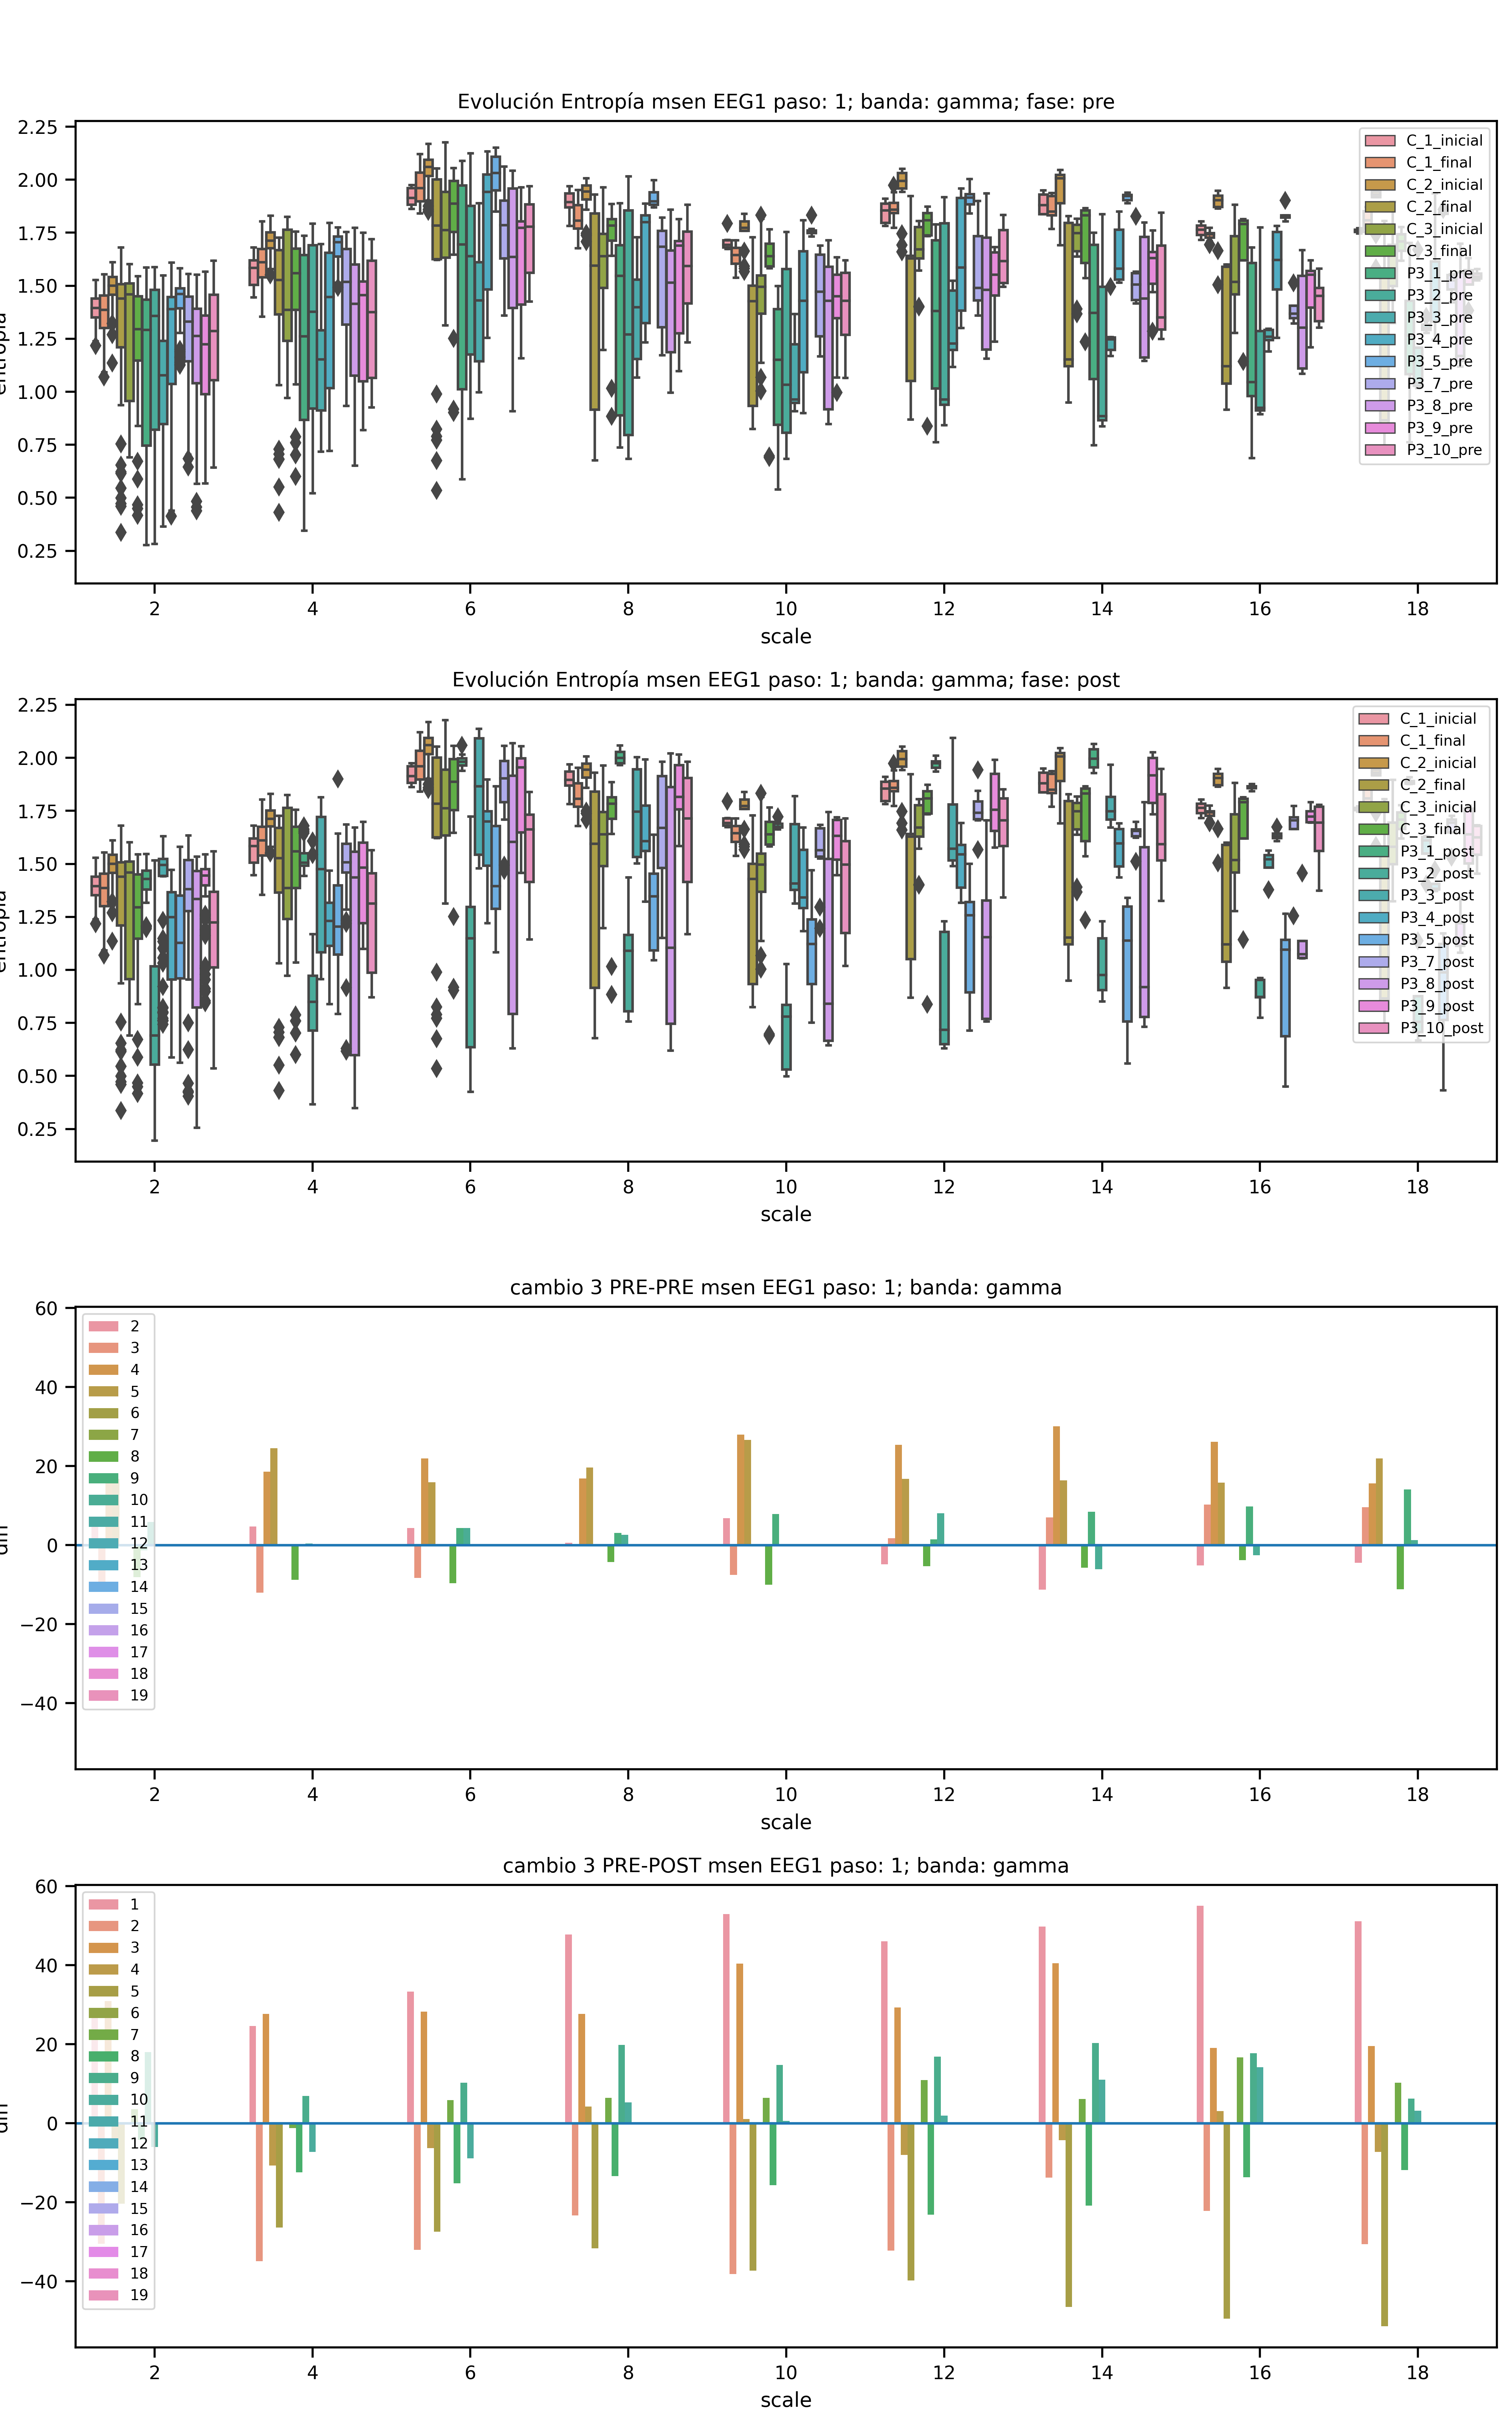 Evolución Entropía msen EEG1 paso: 1; banda: gamma; fase: pre
2.25
2.00
1.75
1.50
1.25
1.00
0.75
0.50
0.25
C_1_inicial
C_1_final
C_2_inicial
C_2_final
C_3_inicial
C_3_final
P3_1_pre
P3_2_pre
P3_3_pre
P3_4_pre
P3_5_pre
P3_7_pre
P3_8_pre
P3_9_pre
P3_10_pre
2 4 6 8 10 12 14 16 18
scale
Evolución Entropía msen EEG1 paso: 1; banda: gamma; fase: post
2.25
2.00
1.75
1.50
1.25
1.00
0.75
0.50
0.25
C_1_inicial
C_1_final
C_2_inicial
C_2_final
C_3_inicial
C_3_final
P3_1_post
P3_2_post
P3_3_post
P3_4_post
P3_5_post
P3_7_post
P3_8_post
P3_9_post
P3_10_post
2 4 6 8 10 12 14 16 18
scale
cambio 3 PRE-PRE msen EEG1 paso: 1; banda: gamma
60
40
20
0
−20
−40
2
3
4
5
6
7
8
9
10
11
12
13
14
15
16
17
18
19
2 4 6 8 10 12 14 16 18
scale
cambio 3 PRE-POST msen EEG1 paso: 1; banda: gamma
60
40
20
0
−20
−40
1
2
3
4
5
6
7
8
9
10
11
12
13
14
15
16
17
18
19
2 4 6 8 10 12 14 16 18
scale